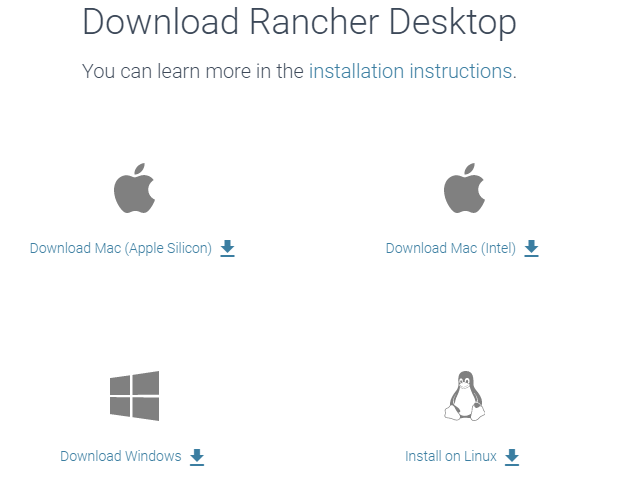 Download Rancher Desktop
You can learn more in the installation instructions.
Download Mac (Apple Silicon)
Download Mac (Intel)
Download Windows
Install on Linux